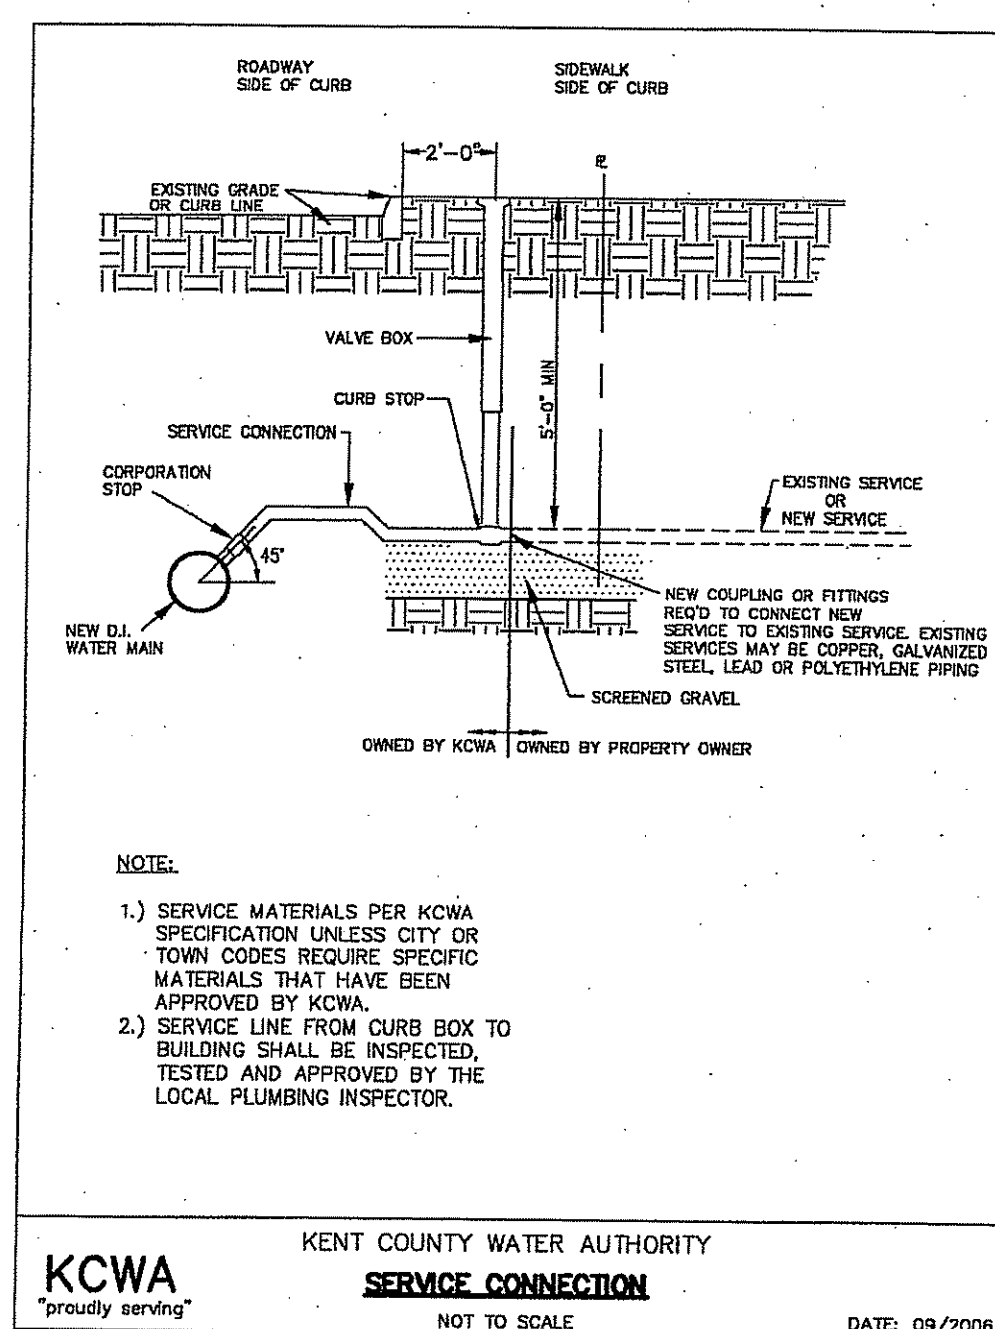 ROADWAY
SIDE OF CURB
SIDEWALK
SIDE OF CURB
2'-0"
PL
EXISTING GRADE
OR CURB LINE
VALVE BOX
5'-0" MIN
CURB STOP
SERVICE CONNECTION
CORPORATION
STOP
45°
EXISTING SERVICE
OR
NEW SERVICE
NEW D.I.
WATER MAIN
NEW COUPLING OR FITTINGS
REQ'D TO CONNECT NEW
SERVICE TO EXISTING SERVICE. EXISTING
SERVICES MAY BE COPPER, GALVANIZED
STEEL, LEAD OR POLYETHYLENE PIPING
SCREENED GRAVEL
OWNED BY KCWA
OWNED BY PROPERTY OWNER
NOTE:
1.) SERVICE MATERIALS PER KCWA
SPECIFICATION UNLESS CITY OR
TOWN CODES REQUIRE SPECIFIC
MATERIALS THAT HAVE BEEN
APPROVED BY KCWA.
2.) SERVICE LINE FROM CURB BOX TO
BUILDING SHALL BE INSPECTED,
TESTED AND APPROVED BY THE
LOCAL PLUMBING INSPECTOR.
KCWA
"proudly serving"
KENT COUNTY WATER AUTHORITY
SERVICE CONNECTION
NOT TO SCALE
DATE: 09/2006